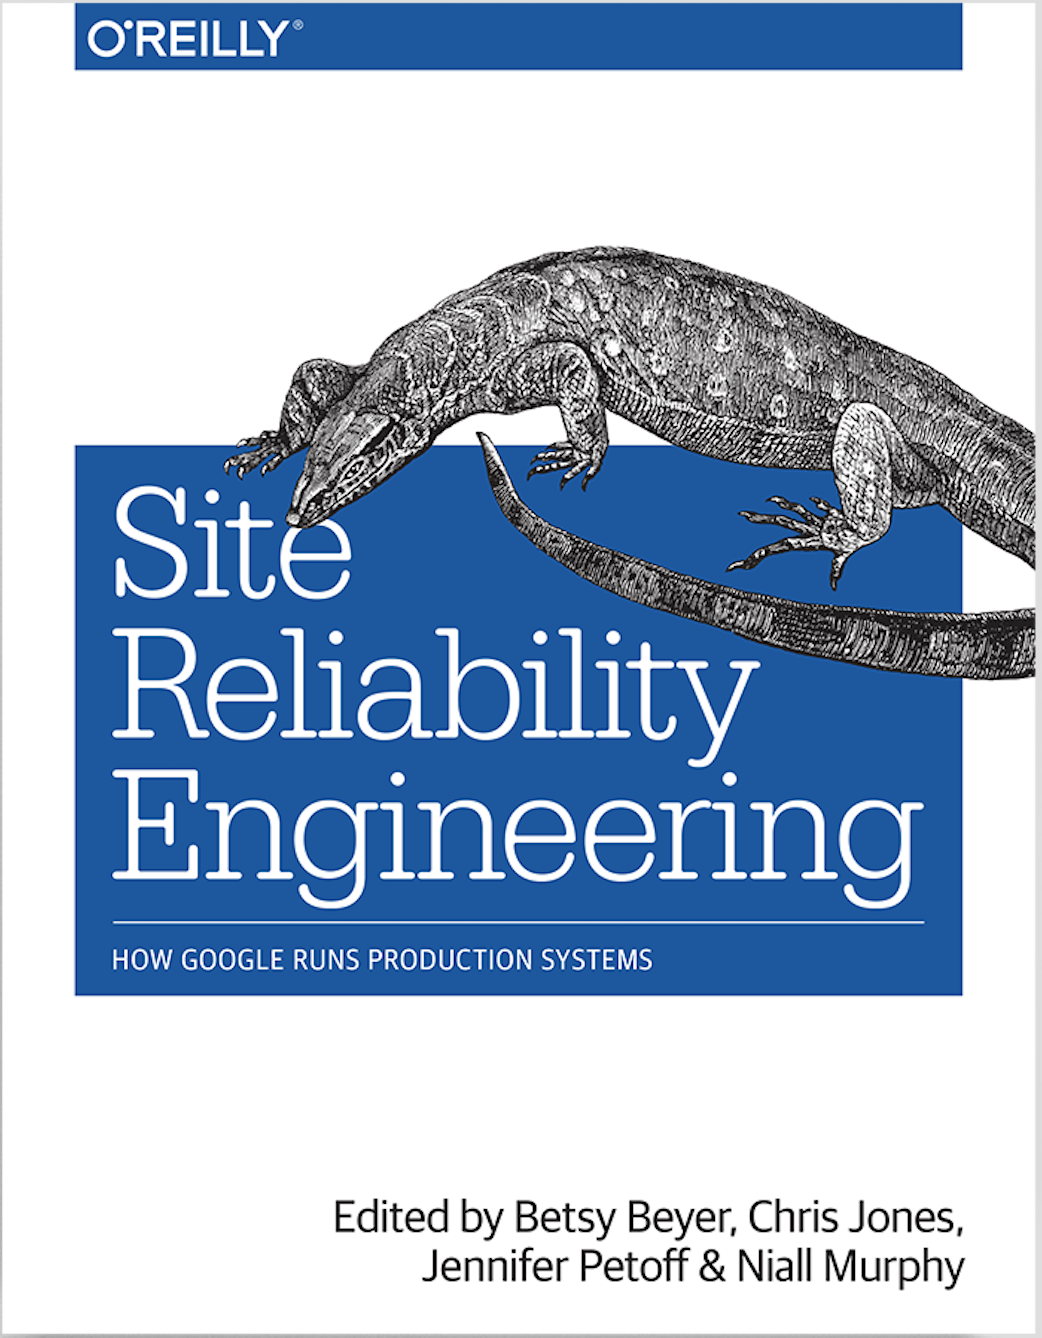 O'REILLY®
Site
Reliability
Engineering
HOW GOOGLE RUNS PRODUCTION SYSTEMS
Edited by Betsy Beyer, Chris Jones,
Jennifer Petoff & Niall Murphy